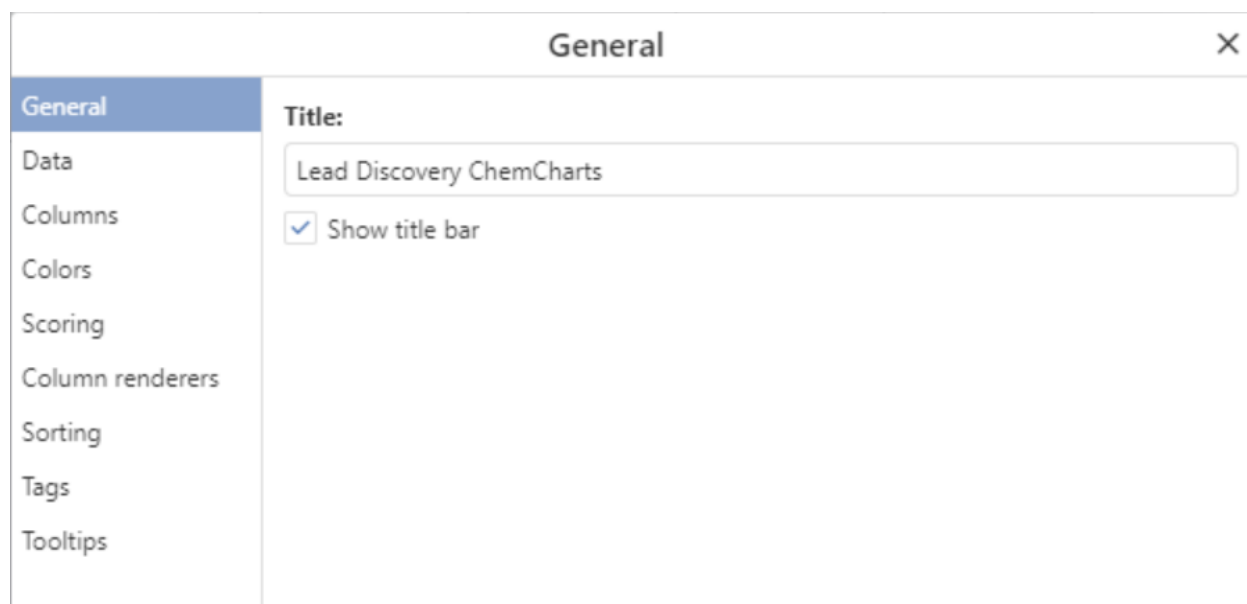 General
General
Data
Columns
Colors
Scoring
Column renderers
Sorting
Tags
Tooltips
Title:
Lead Discovery ChemCharts
Show title bar